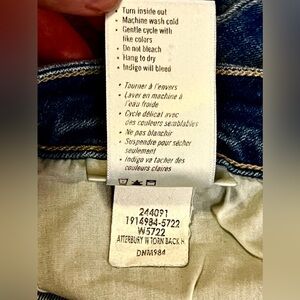 • Turn inside out
• Machine wash cold
• Gentle cycle with
like colors
• Do not bleach
• Hang to dry
• Indigo will bleed
• Tourner à l'envers
• Laver en machine à
l'eau froide
• Cycle délicat avec
des couleurs semblables
• Ne pas blanchir
• Suspendre pour sécher
seulement
• Indigo va tacher des
couleurs claires
244091
1914984-5722
W5722
ATTERBURY W TORN BACK H
DNM984